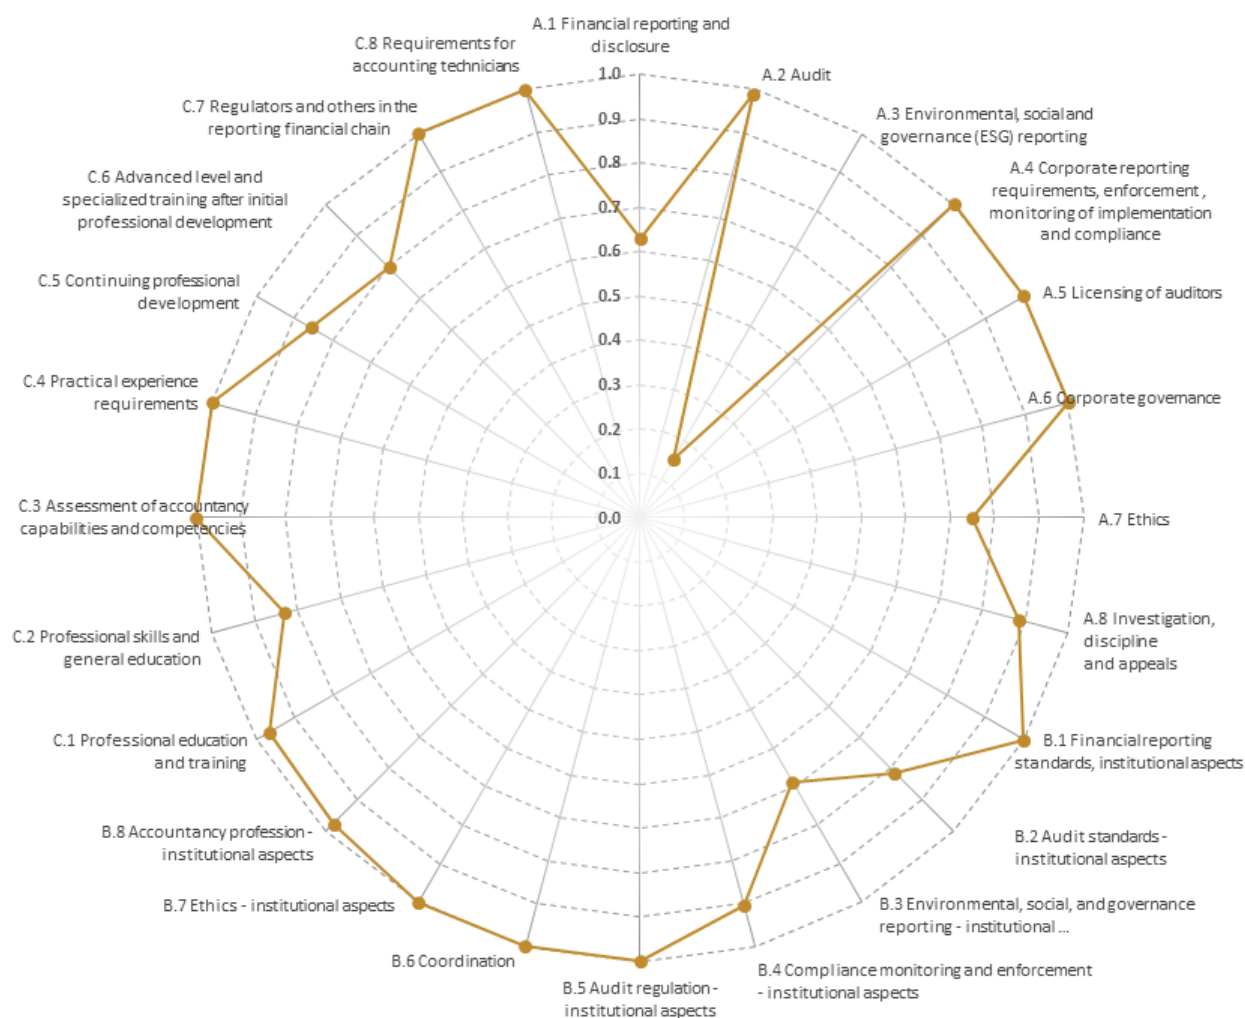 A.1 Financial reporting and
disclosure
A.2 Audit
A.3 Environmental, social and
governance (ESG) reporting
A.4 Corporate reporting
requirements, enforcement,
monitoring of implementation
and compliance
A.5 Licensing of auditors
A.6 Corporate governance
A.7 Ethics
A.8 Investigation,
discipline
and appeals
B.1 Financial reporting
standards, institutional aspects
B.2 Audit standards -
institutional aspects
B.3 Environmental, social, and governance
reporting - institutional ...
B.4 Compliance monitoring and enforcement
- institutional aspects
B.5 Audit regulation -
institutional aspects
B.6 Coordination
B.7 Ethics - institutional aspects
B.8 Accountancy profession -
institutional aspects
C.1 Professional education
and training
C.2 Professional skills and
general education
C.3 Assessment of accountancy
capabilities and competencies
C.4 Practical experience
requirements
C.5 Continuing professional
development
C.6 Advanced level and
specialized training after initial
professional development
C.7 Regulators and others in the
reporting financial chain
C.8 Requirements for
accounting technicians
1.0
0.9
0.8
0.7
0.6
0.5
0.4
0.3
0.2
0.1
0.0